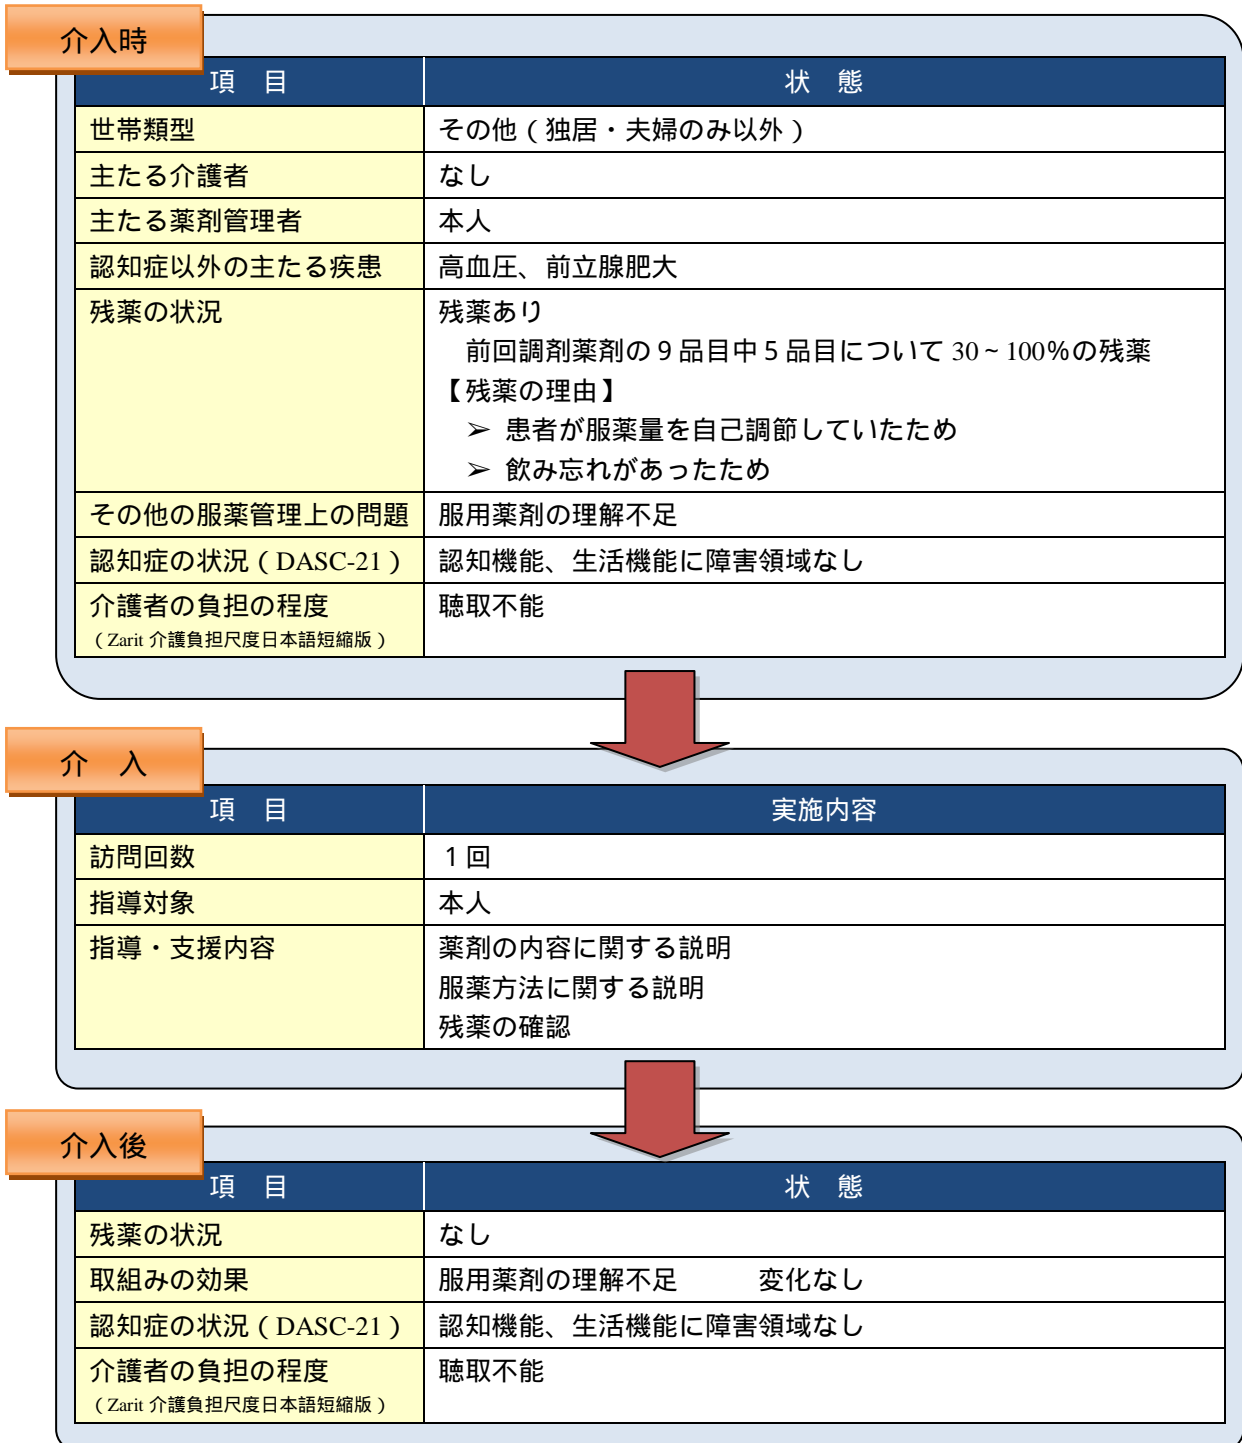 介入時
項　目　状　態
世帯類型　その他（独居・夫婦のみ以外）
主たる介護者　なし
主たる薬剤管理者　本人
認知症以外の主たる疾患　高血圧、前立腺肥大
残薬の状況　残薬あり
前回調剤薬剤の９品目中５品目について 30～100％の残薬
【残薬の理由】
➢ 患者が服薬量を自己調節していたため
➢ 飲み忘れがあったため
その他の服薬管理上の問題　服用薬剤の理解不足
認知症の状況（DASC-21）　認知機能、生活機能に障害領域なし
介護者の負担の程度　聴取不能
（Zarit 介護負担尺度日本語短縮版）
介　入
項　目　実施内容
訪問回数　１回
指導対象　本人
指導・支援内容　薬剤の内容に関する説明
服薬方法に関する説明
残薬の確認
介入後
項　目　状　態
残薬の状況　なし
取組みの効果　服用薬剤の理解不足　　　変化なし
認知症の状況（DASC-21）　認知機能、生活機能に障害領域なし
介護者の負担の程度　聴取不能
（Zarit 介護負担尺度日本語短縮版）